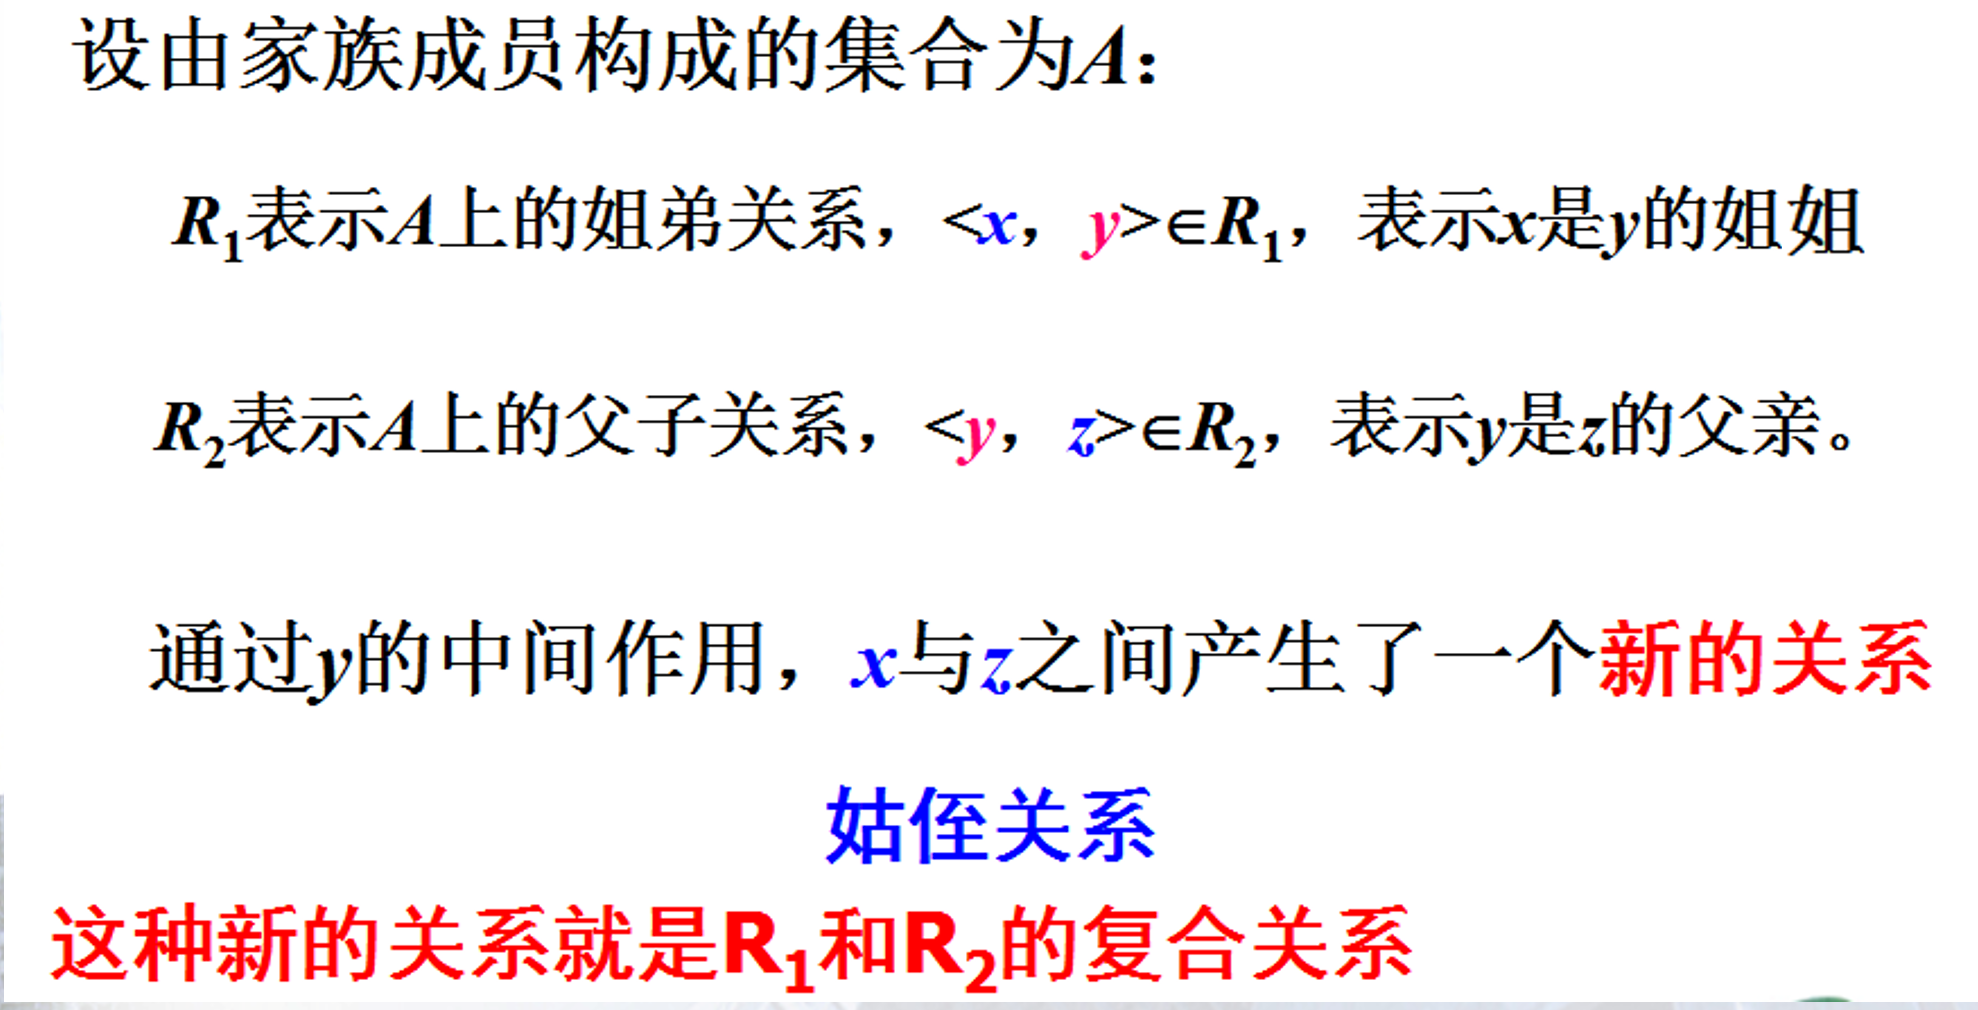 设由家族成员构成的集合为A：
R₁表示A上的姐弟关系，<x，y>∈R₁，表示x是y的姐姐
R₂表示A上的父子关系，<y，z>∈R₂，表示y是z的父亲。
通过y的中间作用，x与z之间产生了一个新的关系
姑侄关系
这种新的关系就是R₁和R₂的复合关系